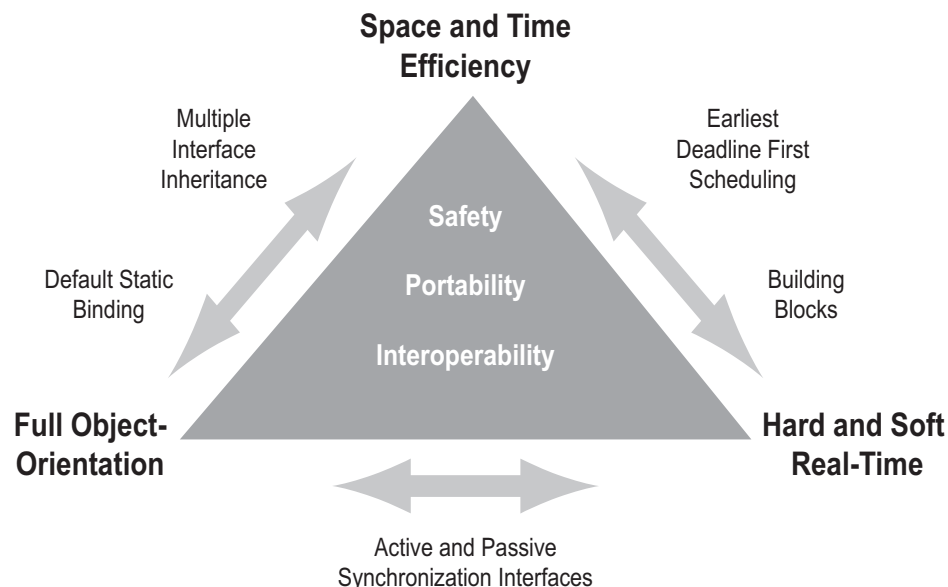 Space and Time
Efficiency
Multiple
Interface
Inheritance
Earliest
Deadline First
Scheduling
Safety
Default Static
Binding
Portability
Building
Blocks
Interoperability
Full Object-
Orientation
Hard and Soft
Real-Time
Active and Passive
Synchronization Interfaces